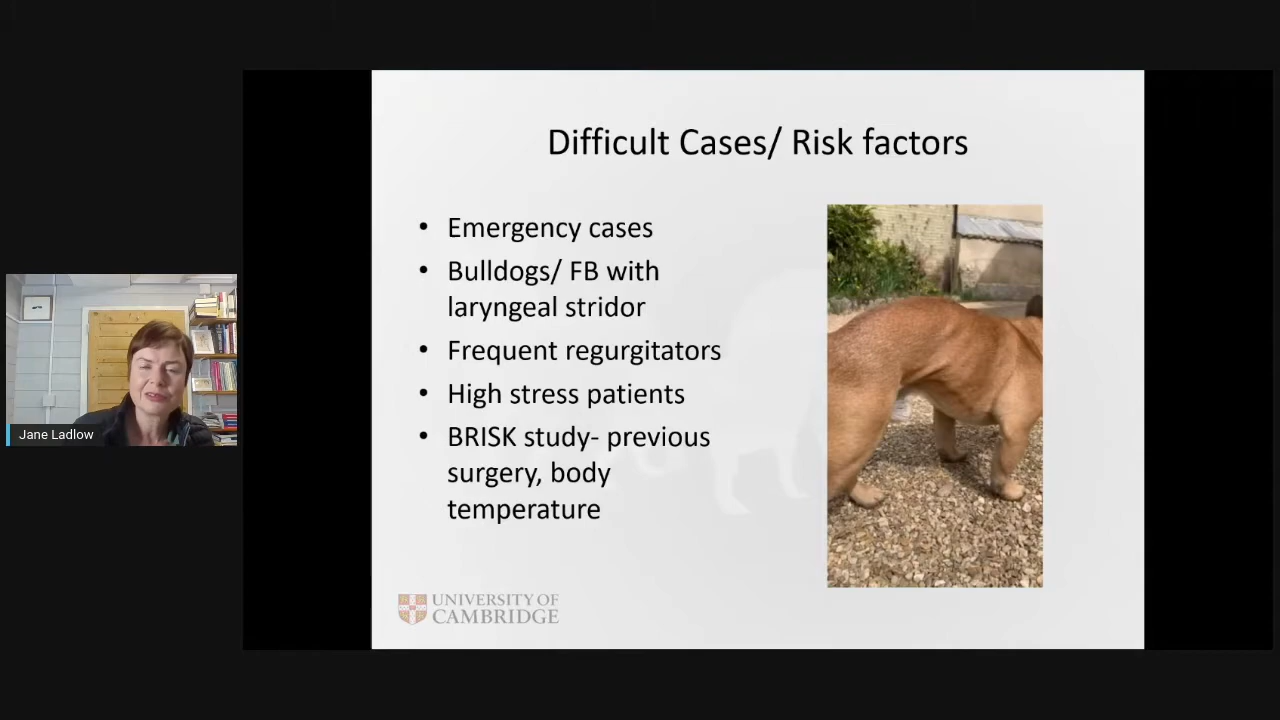 Difficult Cases/ Risk factors
• Emergency cases
• Bulldogs/ FB with
laryngeal stridor
• Frequent regurgitators
• High stress patients
• BRISK study- previous
surgery, body
temperature
Jane Ladlow
UNIVERSITY OF
CAMBRIDGE